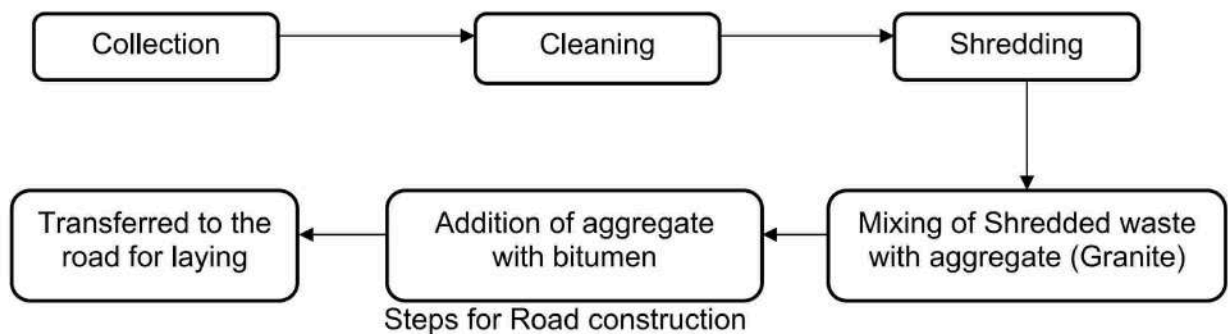 Collection
Cleaning
Shredding
Mixing of Shredded waste
with aggregate (Granite)
Addition of aggregate
with bitumen
Transferred to the
road for laying
Steps for Road construction